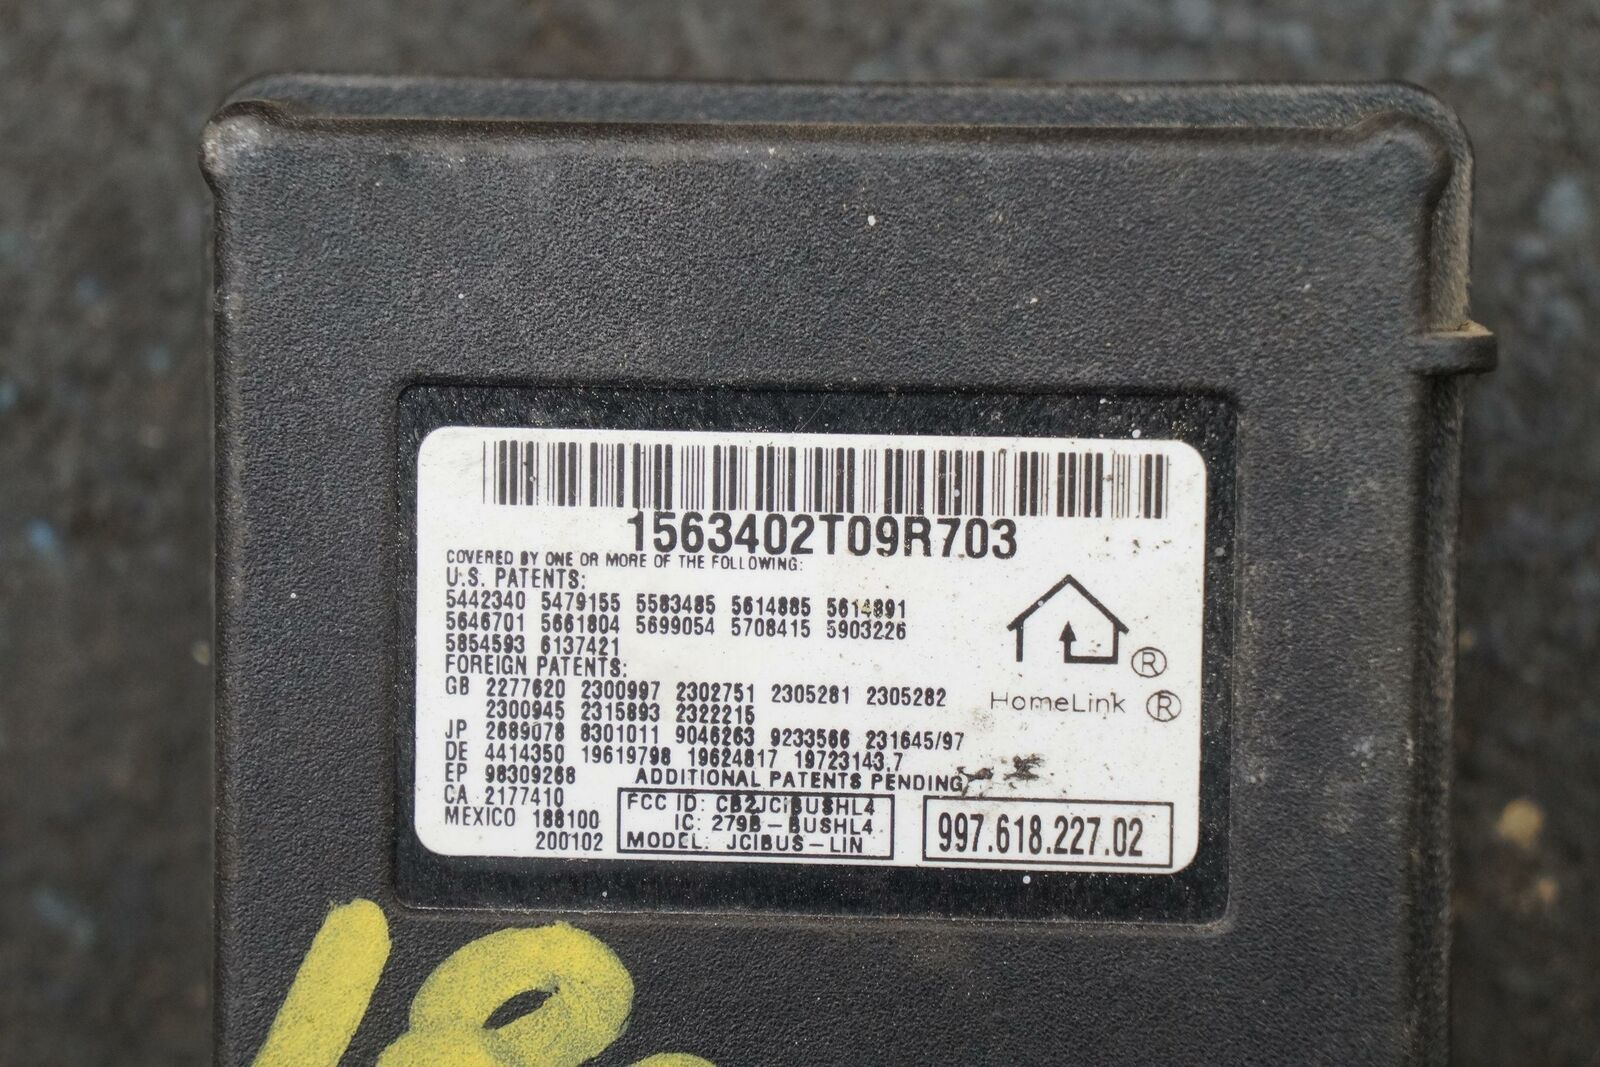 1563402T09R703
COVERED BY ONE OR MORE OF THE FOLLOWING:
U.S. PATENTS:
5442340 5479155 5583485 5614885 5614891
5646701 5661804 5699054 5708415 5903226
5854593 6137421
FOREIGN PATENTS:
GB 2277620 2300997 2302751 2305281 2305282
2300945 2315893 2322215
JP 2689078 8301011 9046263 9233566 231645/97
DE 4414350 19619798 19624817 19723143.7
EP 98309268 ADDITIONAL PATENTS PENDING
CA 2177410
MEXICO 188100
200102
FCC ID: CB2JCIBUSHL4
IC: 279B-BUSHL4
MODEL: JCIBUS-LIN
®
HomeLink ®
997.618.227.02
18